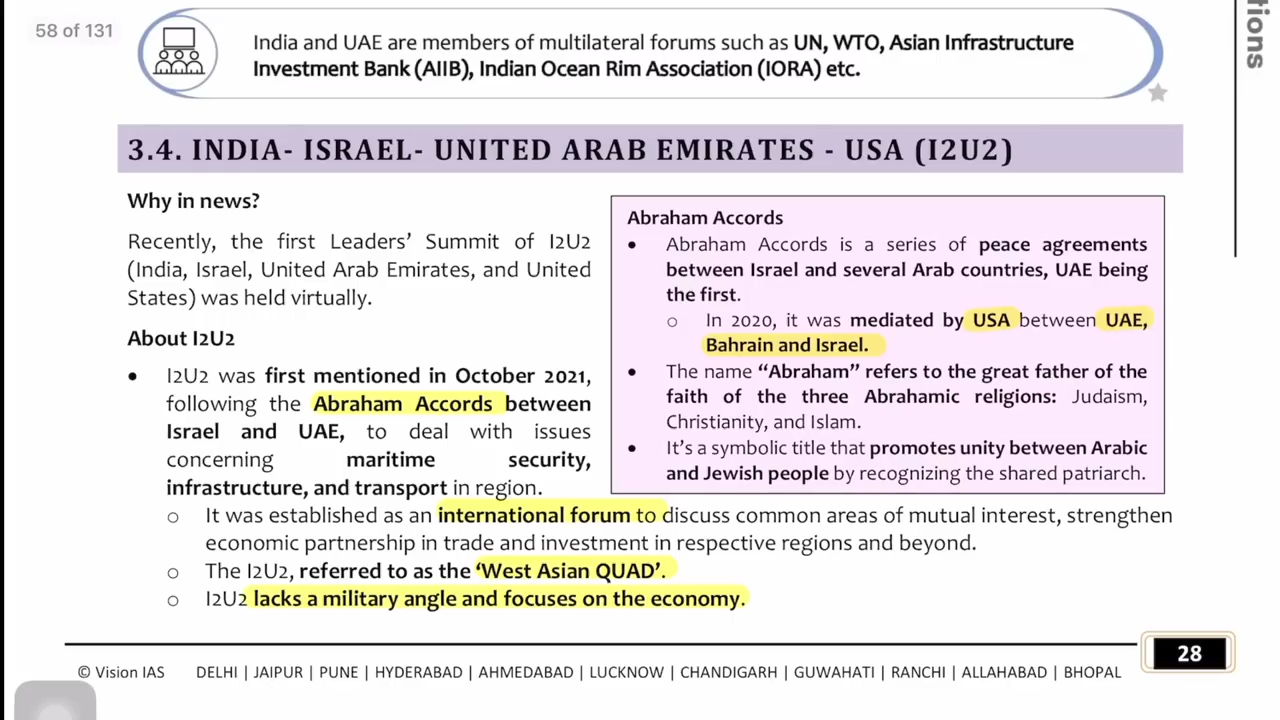 58 of 131
India and UAE are members of multilateral forums such as UN, WTO, Asian Infrastructure
Investment Bank (AIIB), Indian Ocean Rim Association (IORA) etc.
tions
3.4. INDIA- ISRAEL- UNITED ARAB EMIRATES - USA (I2U2)
Why in news?
Recently, the first Leaders' Summit of I2U2
(India, Israel, United Arab Emirates, and United
States) was held virtually.
About I2U2
• I2U2 was first mentioned in October 2021,
following the Abraham Accords between
Israel and UAE, to deal with issues
concerning maritime security,
infrastructure, and transport in region.
○ It was established as an international forum to discuss common areas of mutual interest, strengthen
economic partnership in trade and investment in respective regions and beyond.
○ The I2U2, referred to as the ‘West Asian QUAD’.
○ I2U2 lacks a military angle and focuses on the economy.
Abraham Accords
• Abraham Accords is a series of peace agreements
between Israel and several Arab countries, UAE being
the first.
○ In 2020, it was mediated by USA between UAE,
Bahrain and Israel.
• The name “Abraham” refers to the great father of the
faith of the three Abrahamic religions: Judaism,
Christianity, and Islam.
• It’s a symbolic title that promotes unity between Arabic
and Jewish people by recognizing the shared patriarch.
28
© Vision IAS DELHI | JAIPUR | PUNE | HYDERABAD | AHMEDABAD | LUCKNOW | CHANDIGARH | GUWAHATI | RANCHI | ALLAHABAD | BHOPAL